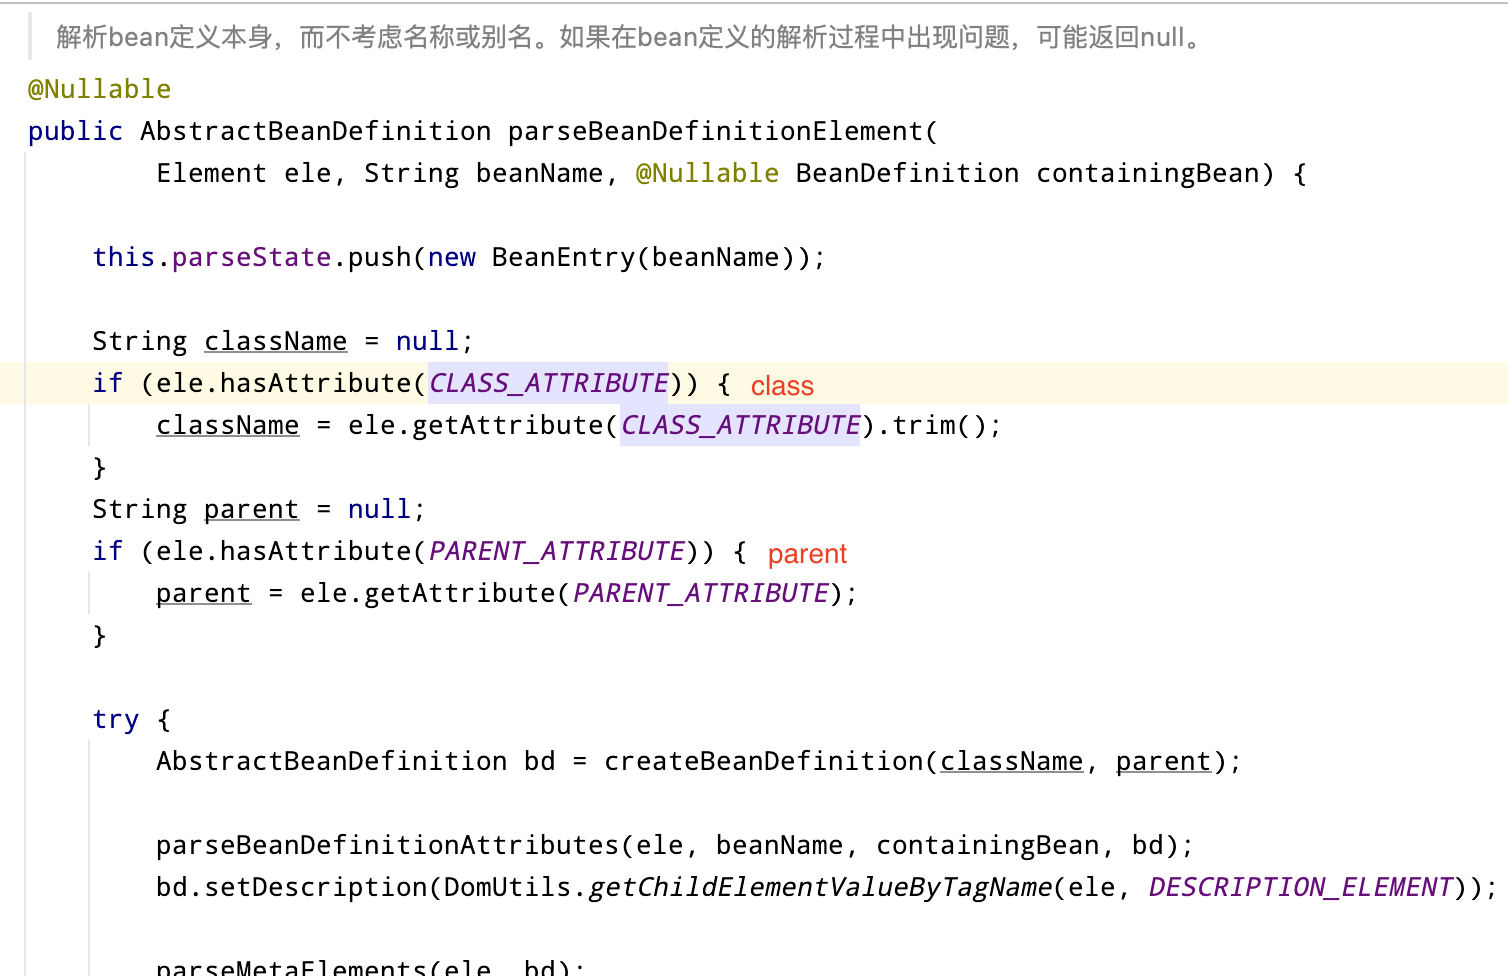 解析bean定义本身，而不考虑名称或别名。如果在bean定义的解析过程中出现问题，可能返回null。
@Nullable
public AbstractBeanDefinition parseBeanDefinitionElement(
Element ele, String beanName, @Nullable BeanDefinition containingBean) {
this.parseState.push(new BeanEntry(beanName));
String className = null;
if (ele.hasAttribute(CLASS_ATTRIBUTE)) { class
className = ele.getAttribute(CLASS_ATTRIBUTE).trim();
}
String parent = null;
if (ele.hasAttribute(PARENT_ATTRIBUTE)) { parent
parent = ele.getAttribute(PARENT_ATTRIBUTE);
}
try {
AbstractBeanDefinition bd = createBeanDefinition(className, parent);
parseBeanDefinitionAttributes(ele, beanName, containingBean, bd);
bd.setDescription(DomUtils.getChildElementValueByTagName(ele, DESCRIPTION_ELEMENT));
parseMetaElements(ele, bd);